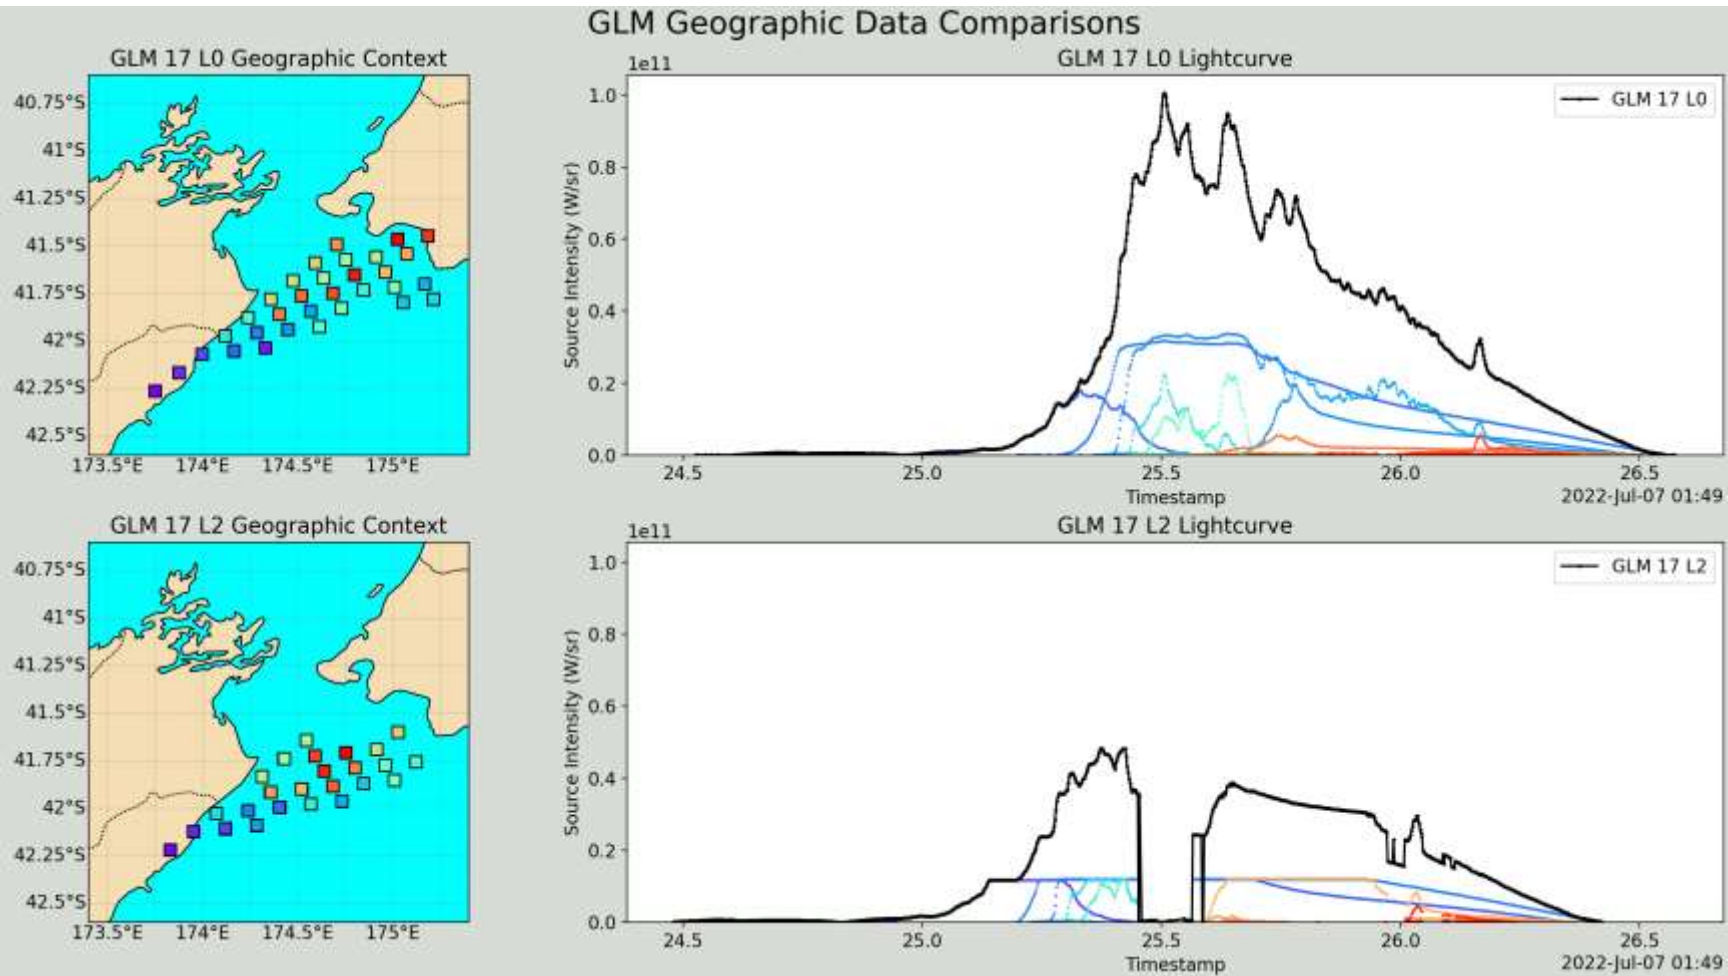 GLM Geographic Data Comparisons
GLM 17 L0 Geographic Context
40.75°S
41°S
41.25°S
41.5°S
41.75°S
42°S
42.25°S
42.5°S
173.5°E 174°E 174.5°E 175°E
GLM 17 L0 Lightcurve
1e11
GLM 17 L0
Source Intensity (W/sr)
1.0
0.8
0.6
0.4
0.2
0.0
24.5 25.0 25.5 26.0 26.5
Timestamp
2022-Jul-07 01:49
GLM 17 L2 Geographic Context
40.75°S
41°S
41.25°S
41.5°S
41.75°S
42°S
42.25°S
42.5°S
173.5°E 174°E 174.5°E 175°E
GLM 17 L2 Lightcurve
1e11
GLM 17 L2
Source Intensity (W/sr)
1.0
0.8
0.6
0.4
0.2
0.0
24.5 25.0 25.5 26.0 26.5
Timestamp
2022-Jul-07 01:49